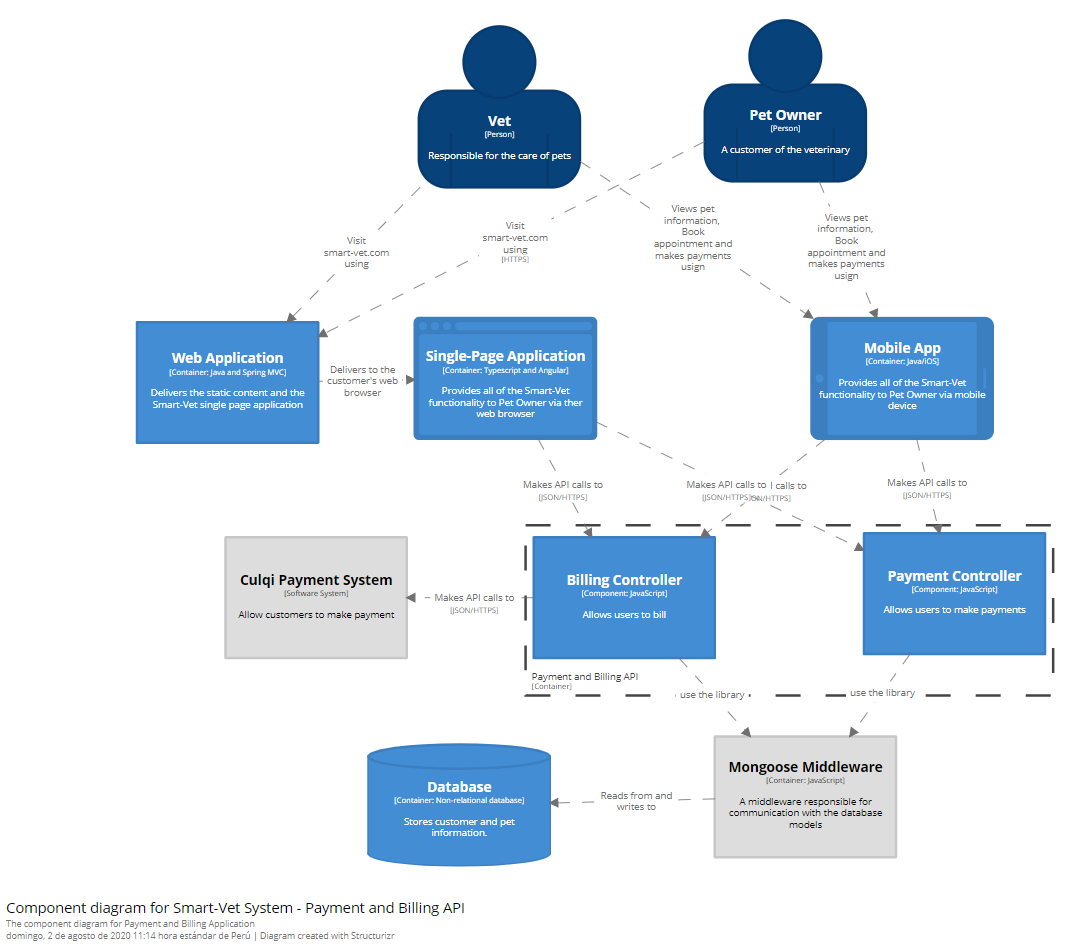 Vet
[Person]
Responsible for the care of pets
Pet Owner
[Person]
A customer of the veterinary
Visit
smart-vet.com
using
Visit
smart-vet.com
using
[HTTPS]
Views pet
information,
Book
appointment and
makes payments
usign
Views pet
information,
Book
appointment and
makes payments
usign
Web Application
[Container: Java and Spring MVC]
Delivers the static content and the
Smart-Vet single page application
Delivers to the
customer's web
browser
Single-Page Application
[Container: Typescript and Angular]
Provides all of the Smart-Vet
functionality to Pet Owner via ther
web browser
Mobile App
[Container: Java/iOS]
Provides all of the Smart-Vet
functionality to Pet Owner via mobile
device
Makes API calls to
[JSON/HTTPS]
Makes API calls to
[JSON/HTTPS]
l calls to
ON/HTTPS]
Makes API calls to
[JSON/HTTPS]
Culqi Payment System
[Software System]
Allow customers to make payment
Makes API calls to
[JSON/HTTPS]
Billing Controller
[Component: JavaScript]
Allows users to bill
Payment Controller
[Component: JavaScript]
Allows users to make payments
Payment and Billing API
[Container]
use the library
use the library
Database
[Container: Non-relational database]
Stores customer and pet
information.
Reads from and
writes to
Mongoose Middleware
[Container: JavaScript]
A middleware responsible for
communication with the database
models
Component diagram for Smart-Vet System - Payment and Billing API
The component diagram for Payment and Billing Application
domingo, 2 de agosto de 2020 11:14 hora estándar de Perú | Diagram created with Structurizr